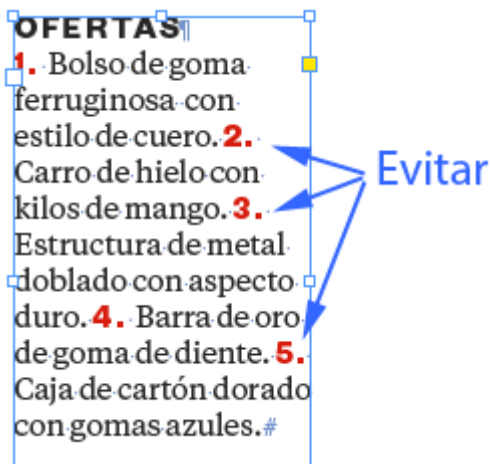 OFERTAS¶
1. Bolso de goma
ferruginosa con
estilo de cuero. 2.
Carro de hielo con
kilos de mango. 3.
Estructura de metal
doblado con aspecto
duro. 4. Barra de oro
de goma de diente. 5.
Caja de cartón dorado
con gomas azules.#
Evitar